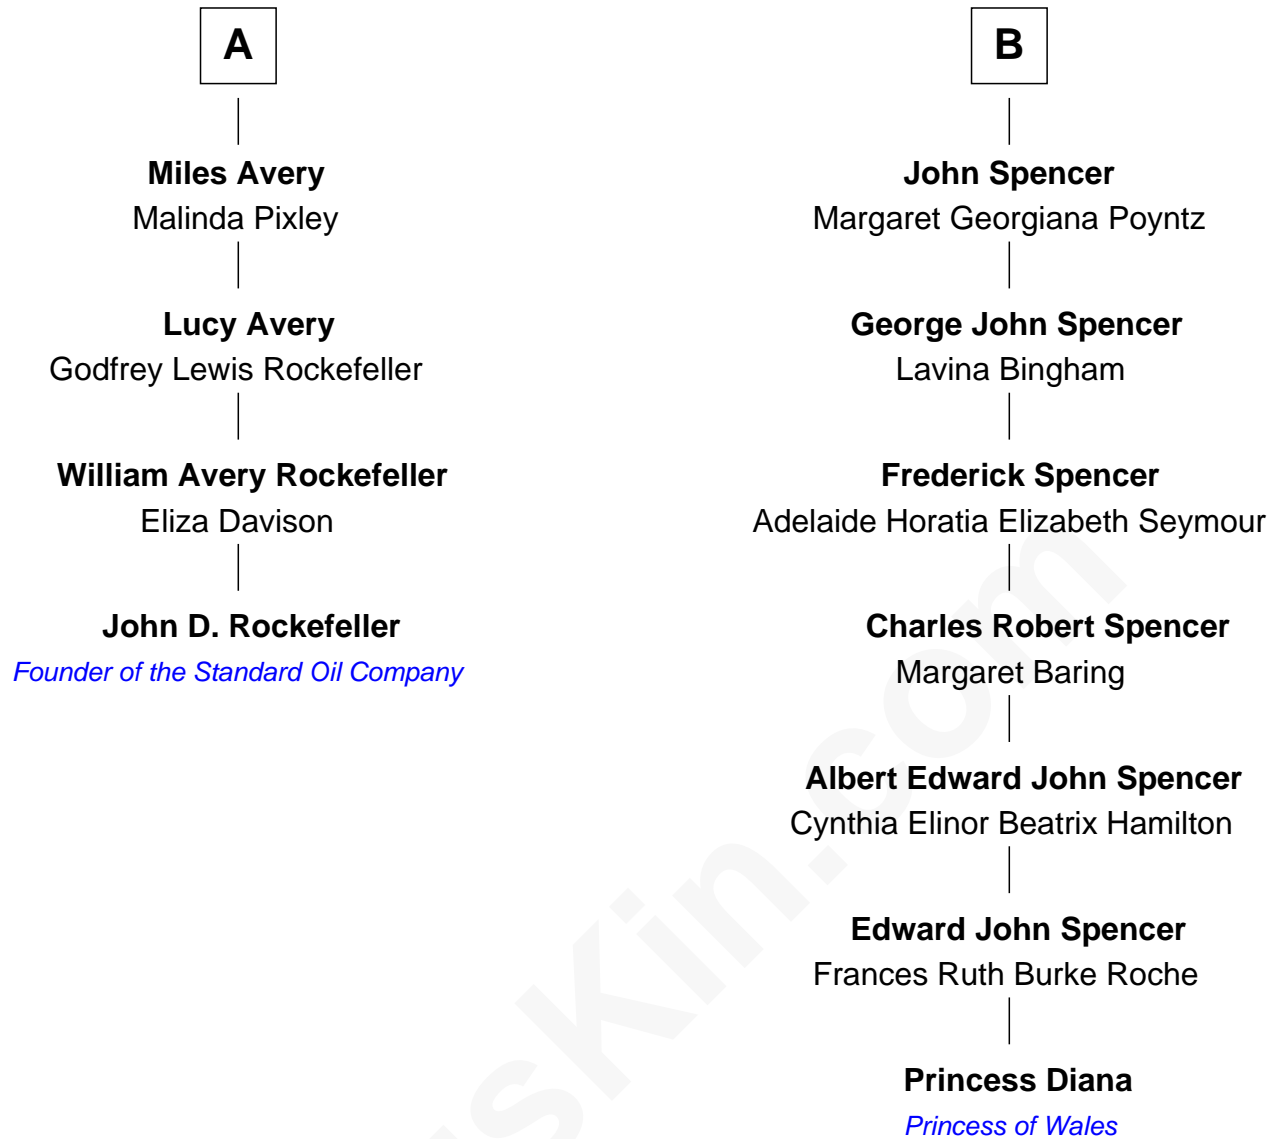 A
Miles Avery
Malinda Pixley
Lucy Avery
Godfrey Lewis Rockefeller
William Avery Rockefeller
Eliza Davison
John D. Rockefeller
Founder of the Standard Oil Company
B
John Spencer
Margaret Georgiana Poyntz
George John Spencer
Lavina Bingham
Frederick Spencer
Adelaide Horatia Elizabeth Seymour
Charles Robert Spencer
Margaret Baring
Albert Edward John Spencer
Cynthia Elinor Beatrix Hamilton
Edward John Spencer
Frances Ruth Burke Roche
Princess Diana
Princess of Wales